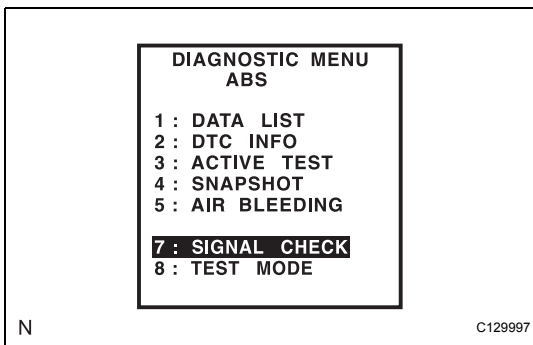 DIAGNOSTIC MENU
ABS
1 : DATA LIST
2 : DTC INFO
3 : ACTIVE TEST
4 : SNAPSHOT
5 : AIR BLEEDING
7 : SIGNAL CHECK
8 : TEST MODE
N
C129997